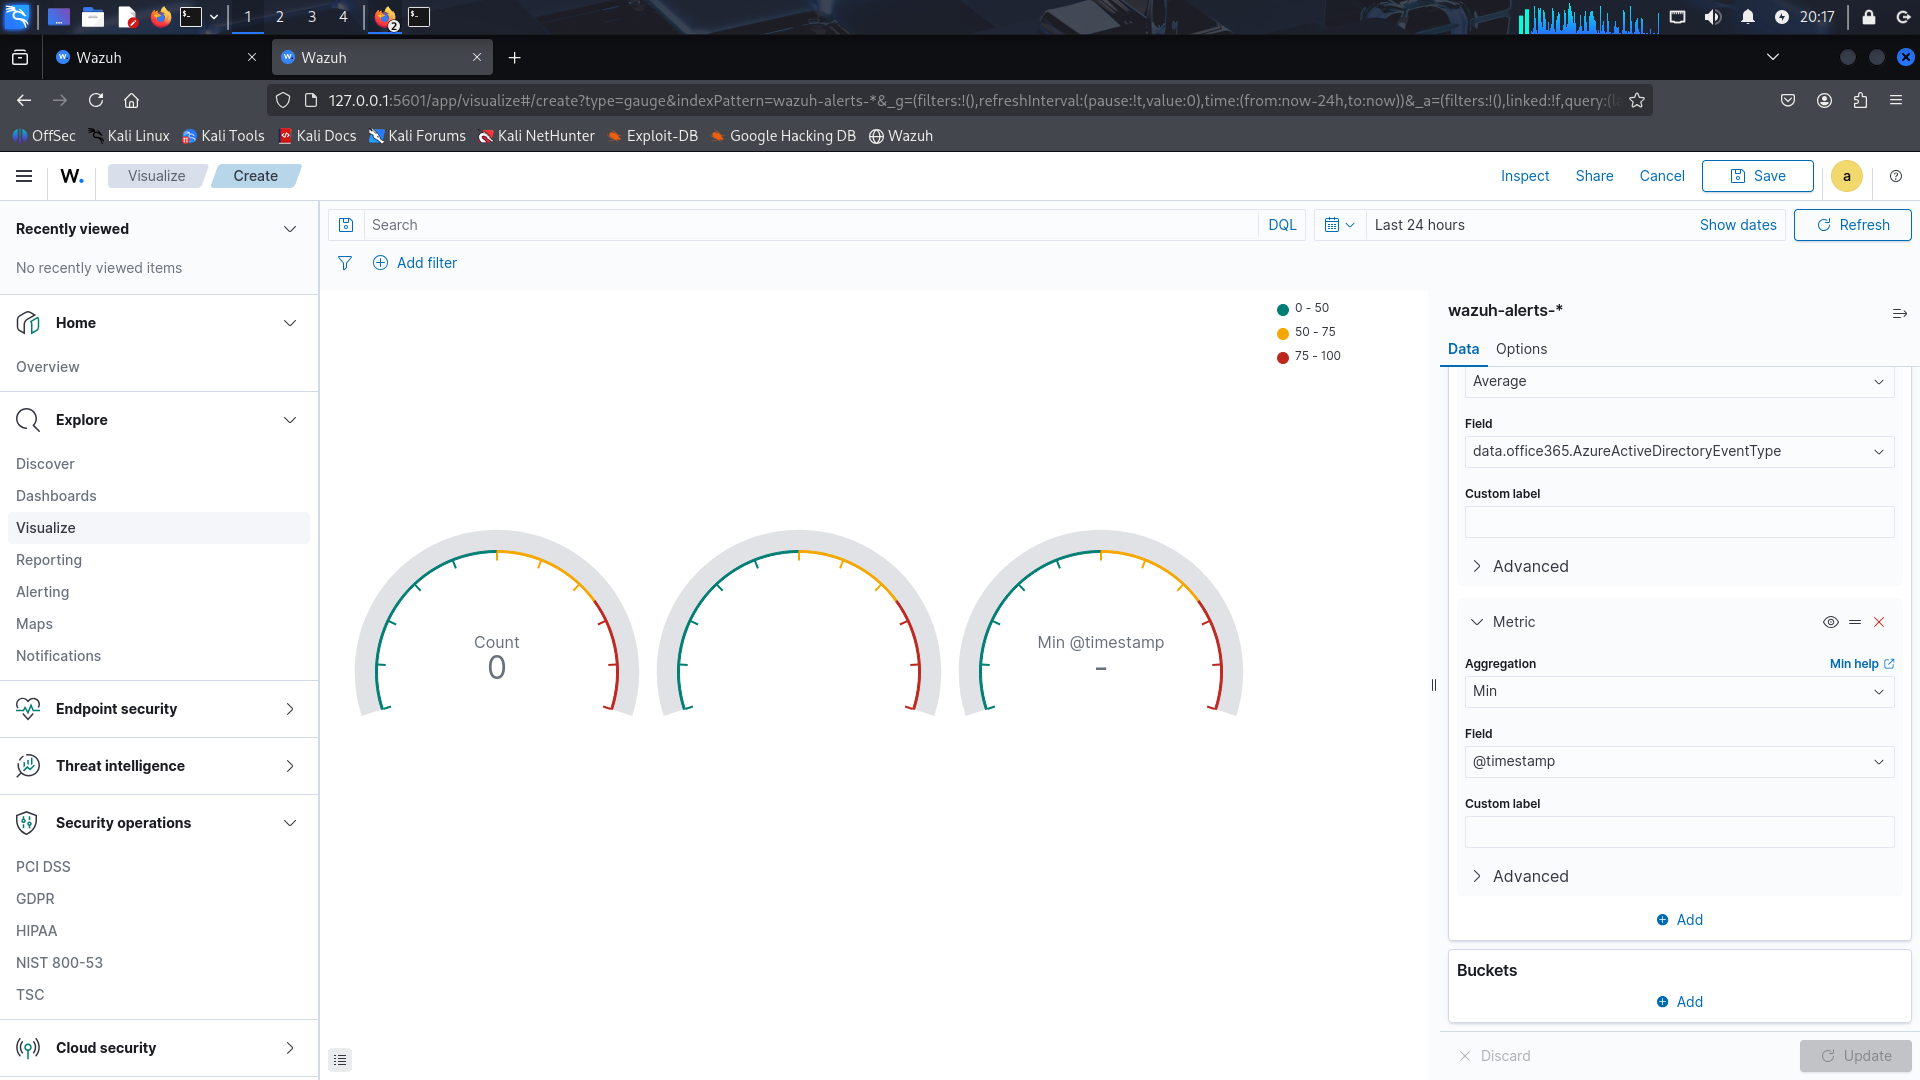 1 2 3 4 2 20:17
Wazuh Wazuh
127.0.0.1:5601/app/visualize#/create?type=gauge&indexPattern=wazuh-alerts-*&_g=(filters:!(),refreshInterval:(pause:!t,value:0),time:(from:now-24h,to:now))&_a=(filters:!(),linked:!f,query:(l
OffSec Kali Linux Kali Tools Kali Docs Kali Forums Kali NetHunter Exploit-DB Google Hacking DB Wazuh
W. Visualize Create Inspect Share Cancel Save a
Recently viewed
No recently viewed items
Home
Overview
Explore
Discover
Dashboards
Visualize
Reporting
Alerting
Maps
Notifications
Endpoint security
Threat intelligence
Security operations
PCI DSS
GDPR
HIPAA
NIST 800-53
TSC
Cloud security
Search DQL Last 24 hours Show dates Refresh
Add filter
0 - 50
50 - 75
75 - 100
Count
0
Min @timestamp
-
wazuh-alerts-*
Data Options
Average
Field
data.office365.AzureActiveDirectoryEventType
Custom label
Advanced
Metric
Aggregation Min help
Min
Field
@timestamp
Custom label
Advanced
Add
Buckets
Add
Discard Update